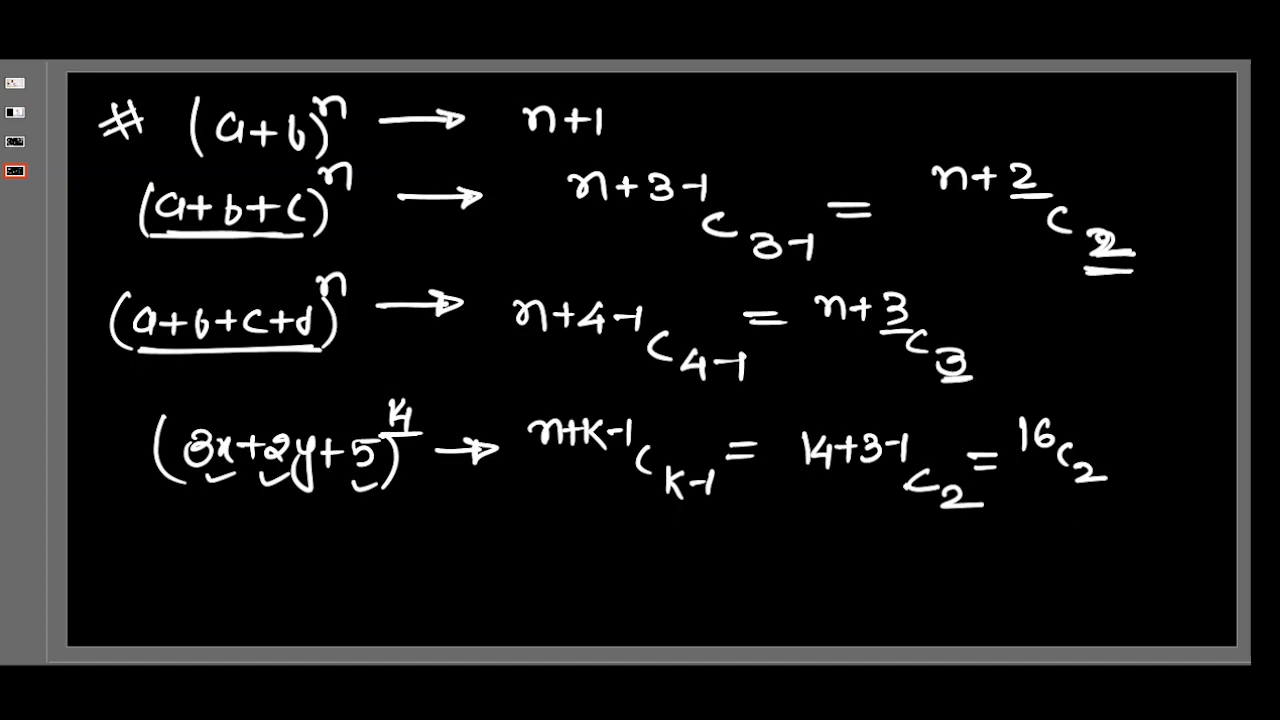 # (a+b)ⁿ → n+1
(a+b+c)ⁿ → ⁿ⁺³⁻¹C₃₋₁ = ⁿ⁺²C₂
(a+b+c+d)ⁿ → ⁿ⁺⁴⁻¹C₄₋₁ = ⁿ⁺³C₃
(3x+2y+5)¹⁴ → ⁿ⁺ᴷ⁻¹Cₖ₋₁ = ¹⁴⁺³⁻¹C₂ = ¹⁶C₂